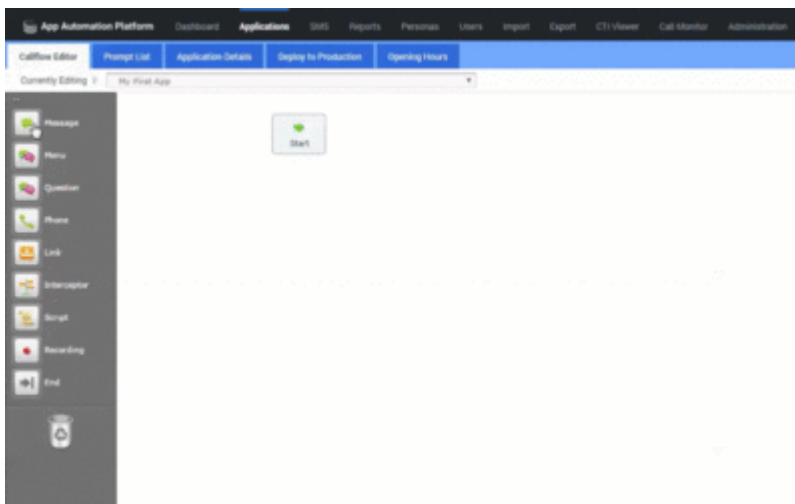 App Automation Platform Dashboard Applications SMS Reports Personas Users Import Export CTI Viewer Call Monitor Administration
Callflow Editor Prompt List Application Details Deploy to Production Opening Hours
Currently Editing My First App
Message
Start
Menu
Question
Phone
Link
Interceptor
Script
Recording
End